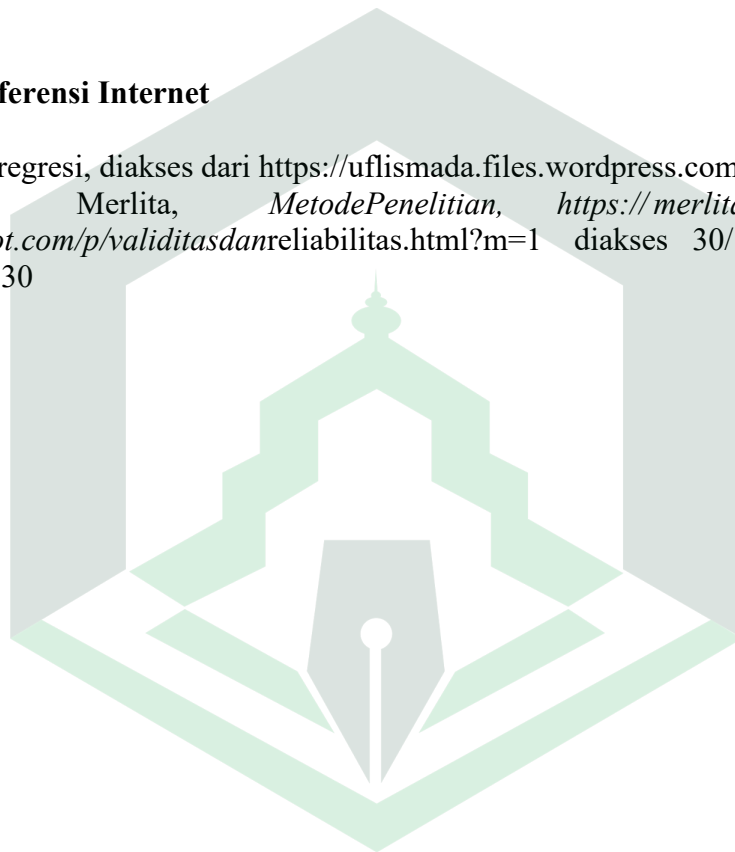 ferensi Internet
regresi, diakses dari https://uflismada.files.wordpress.com
Merlita, MetodePenelitian, https:// merlita
ot.com/p/validitasdanreliabilitas.html?m=1 diakses 30/
30